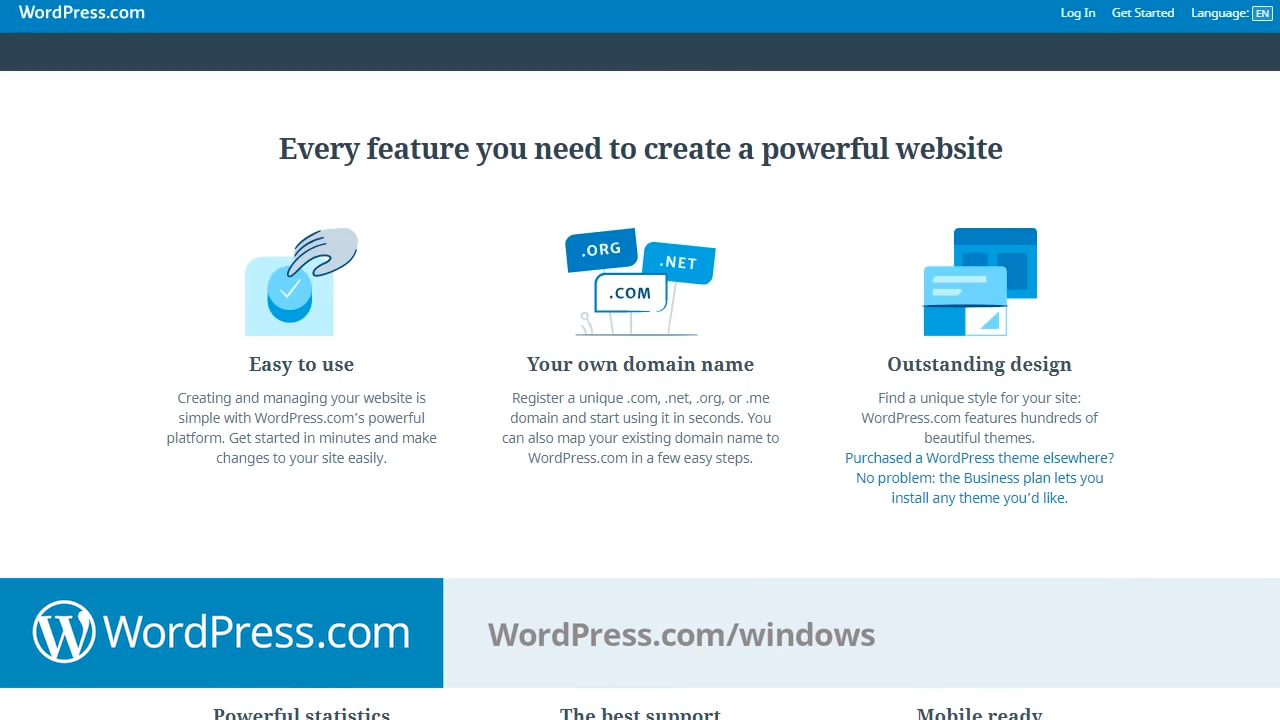 WordPress.com
Log In Get Started Language: EN
Every feature you need to create a powerful website
.ORG
.NET
.COM
Easy to use
Creating and managing your website is
simple with WordPress.com's powerful
platform. Get started in minutes and make
changes to your site easily.
Your own domain name
Register a unique .com, .net, .org, or .me
domain and start using it in seconds. You
can also map your existing domain name to
WordPress.com in a few easy steps.
Outstanding design
Find a unique style for your site:
WordPress.com features hundreds of
beautiful themes.
Purchased a WordPress theme elsewhere?
No problem: the Business plan lets you
install any theme you'd like.
WordPress.com
WordPress.com/windows
Powerful statistics
The best support
Mobile ready